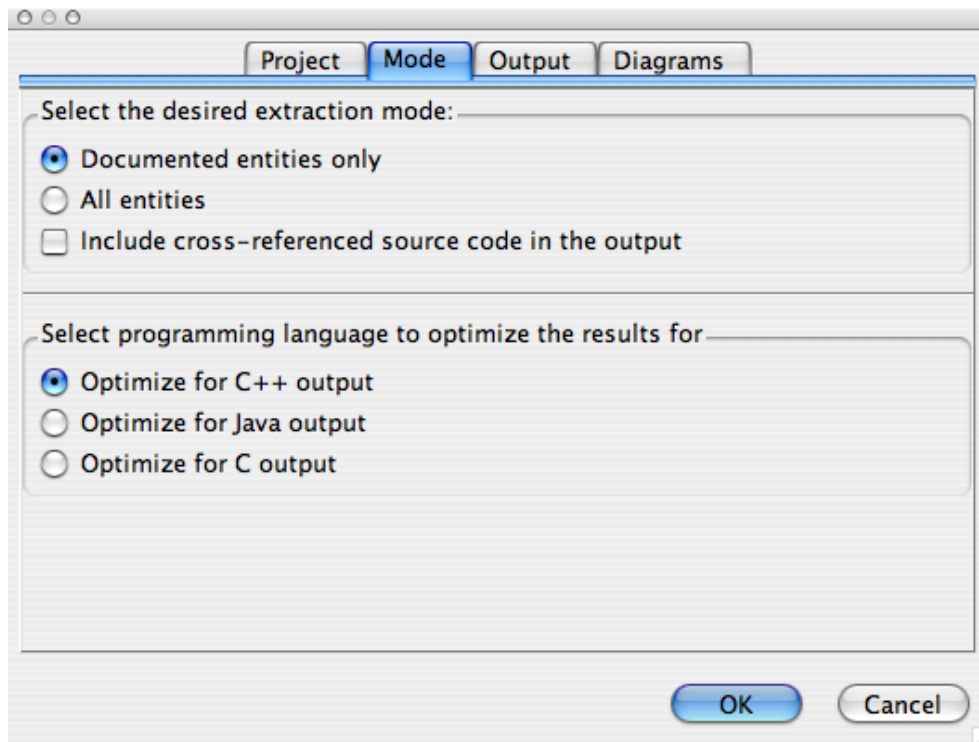 Project Mode Output Diagrams
Select the desired extraction mode:
Documented entities only
All entities
Include cross-referenced source code in the output
Select programming language to optimize the results for
Optimize for C++ output
Optimize for Java output
Optimize for C output
OK Cancel